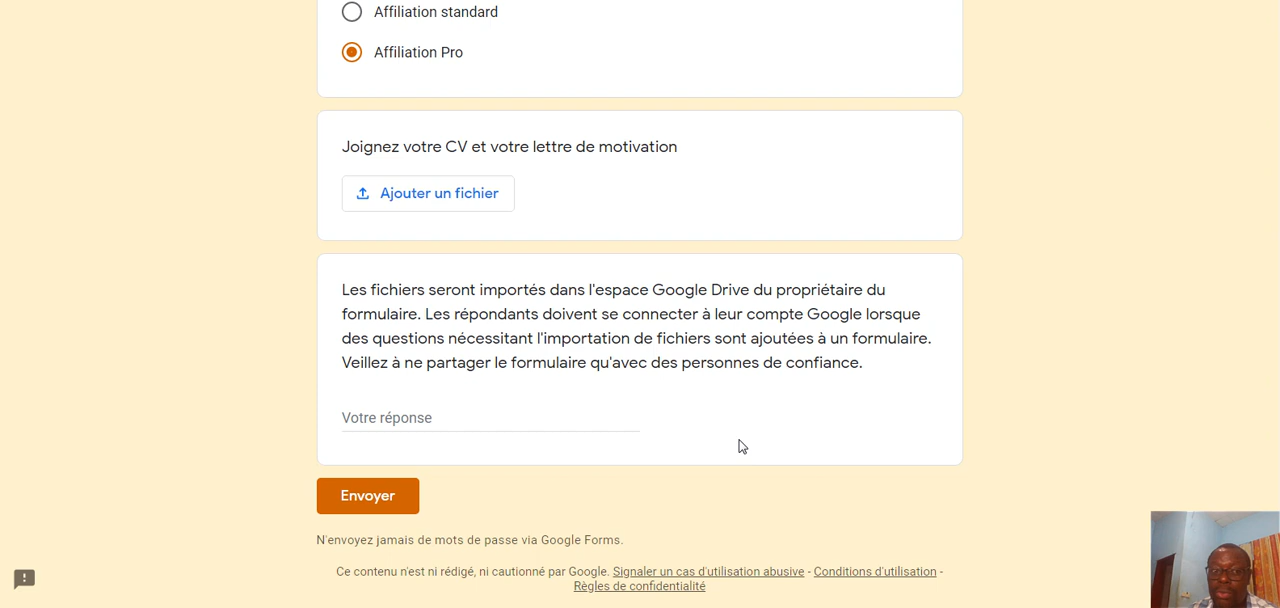 Affiliation standard
Affiliation Pro
Joignez votre CV et votre lettre de motivation
Ajouter un fichier
Les fichiers seront importés dans l'espace Google Drive du propriétaire du
formulaire. Les répondants doivent se connecter à leur compte Google lorsque
des questions nécessitant l'importation de fichiers sont ajoutées à un formulaire.
Veillez à ne partager le formulaire qu'avec des personnes de confiance.
Votre réponse
Envoyer
N'envoyez jamais de mots de passe via Google Forms.
Ce contenu n'est ni rédigé, ni cautionné par Google. Signaler un cas d'utilisation abusive - Conditions d'utilisation -
Règles de confidentialité